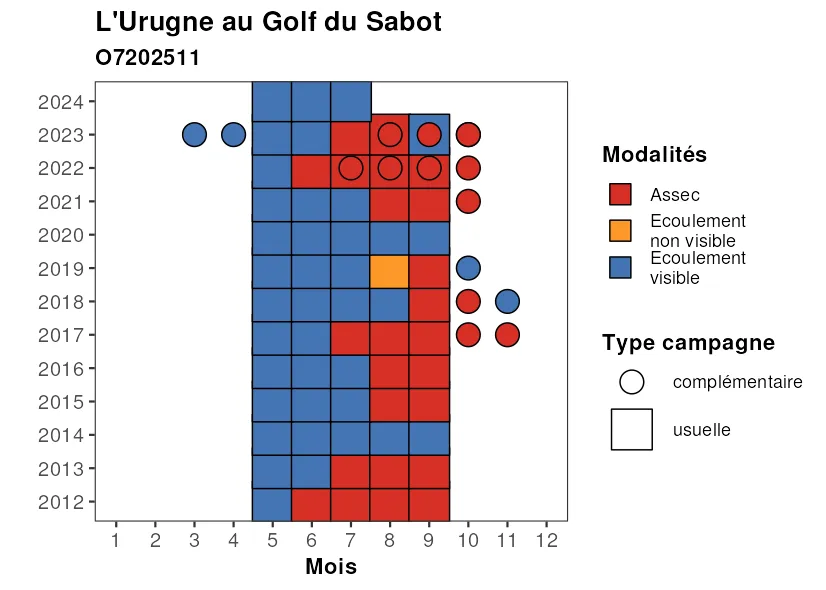 L'Urugne au Golf du Sabot
O7202511
2024
2023
2022
2021
2020
2019
2018
2017
2016
2015
2014
2013
2012
1 2 3 4 5 6 7 8 9 10 11 12
Mois
Modalités
Assec
Ecoulement
non visible
Ecoulement
visible
Type campagne
complémentaire
usuelle